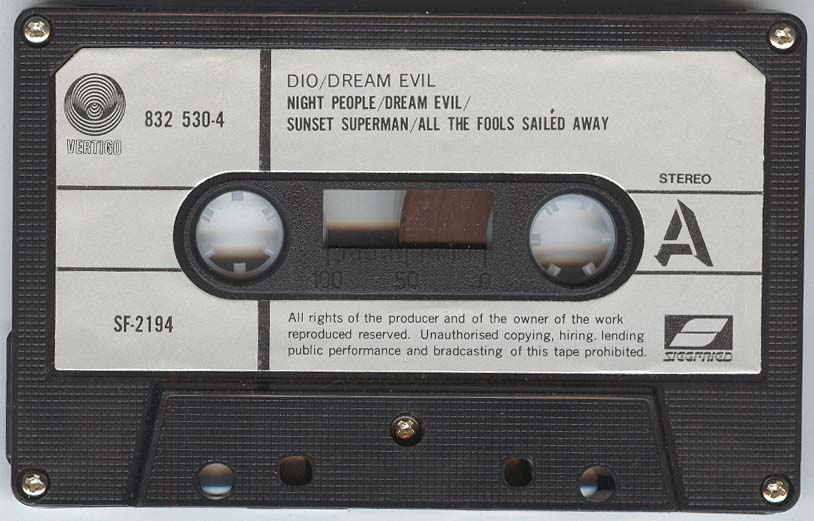 VERTIGO
832 530-4
DIO/DREAM EVIL
NIGHT PEOPLE/DREAM EVIL/
SUNSET SUPERMAN/ALL THE FOOLS SAILÉD AWAY
STEREO
A
100 50 0
SF-2194
All rights of the producer and of the owner of the work
reproduced reserved. Unauthorised copying, hiring. lending
public performance and bradcasting of this tape prohibited.
SIEGFRIED